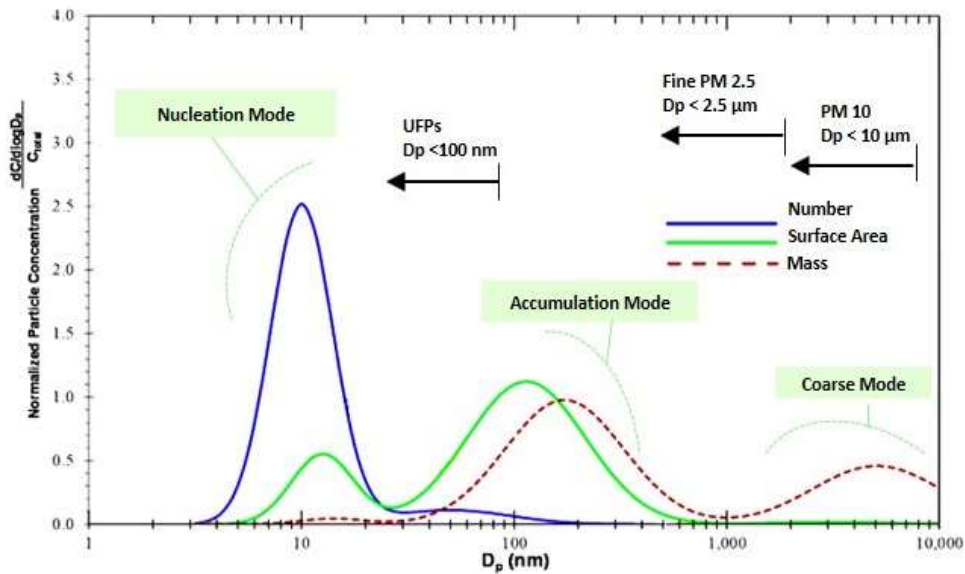 4.0
3.5
3.0
2.5
2.0
1.5
1.0
0.5
0.0
Normalized Particle Concentration dC/dlogDp
Ctotal
Nucleation Mode
UFPs
Dp <100 nm
Fine PM 2.5
Dp < 2.5 µm
PM 10
Dp < 10 µm
Number
Surface Area
Mass
Accumulation Mode
Coarse Mode
1
10
100
1,000
10,000
Dp (nm)